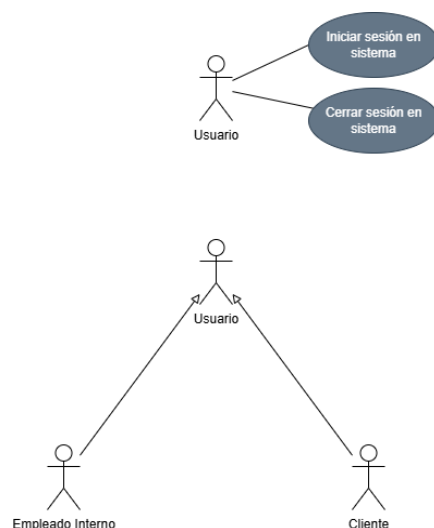 Iniciar sesión en
sistema
Cerrar sesión en
sistema
Usuario
Usuario
Empleado Interno
Cliente